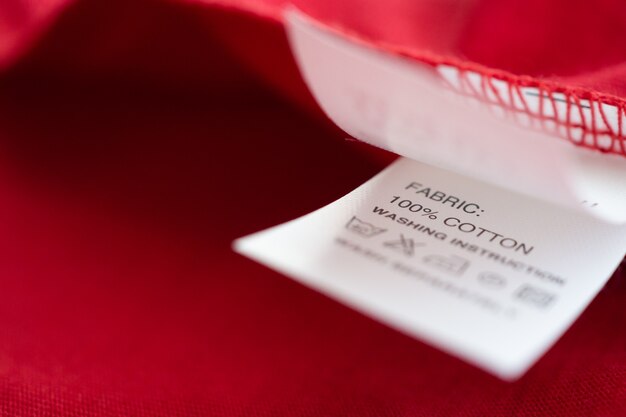 FABRIC:
100% COTTON
WASHING INSTRUCTION